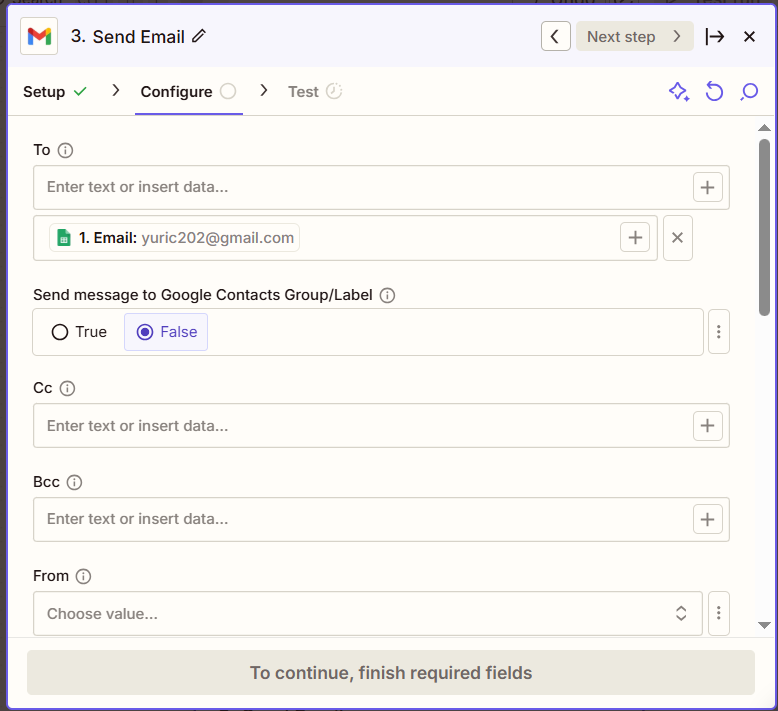 3. Send Email
Next step
Setup
Configure
Test
To
Enter text or insert data...
1. Email: yuric202@gmail.com
Send message to Google Contacts Group/Label
True
False
Cc
Enter text or insert data...
Bcc
Enter text or insert data...
From
Choose value...
To continue, finish required fields